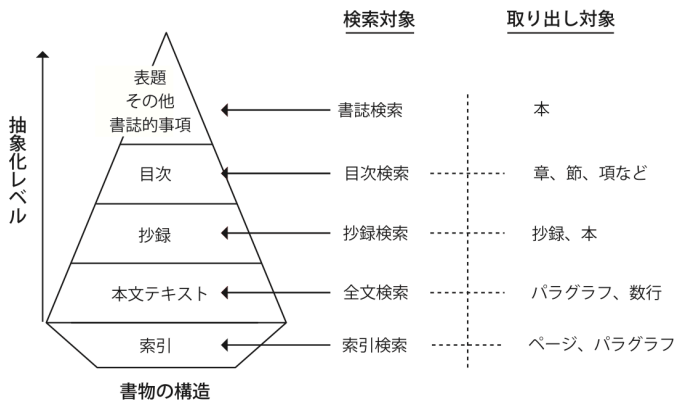 検索対象
取り出し対象
抽象化レベル
表題
その他
書誌的事項
書誌検索
本
目次
目次検索
章、節、項など
抄録
抄録検索
抄録、本
本文テキスト
全文検索
パラグラフ、数行
索引
索引検索
ページ、パラグラフ
書物の構造